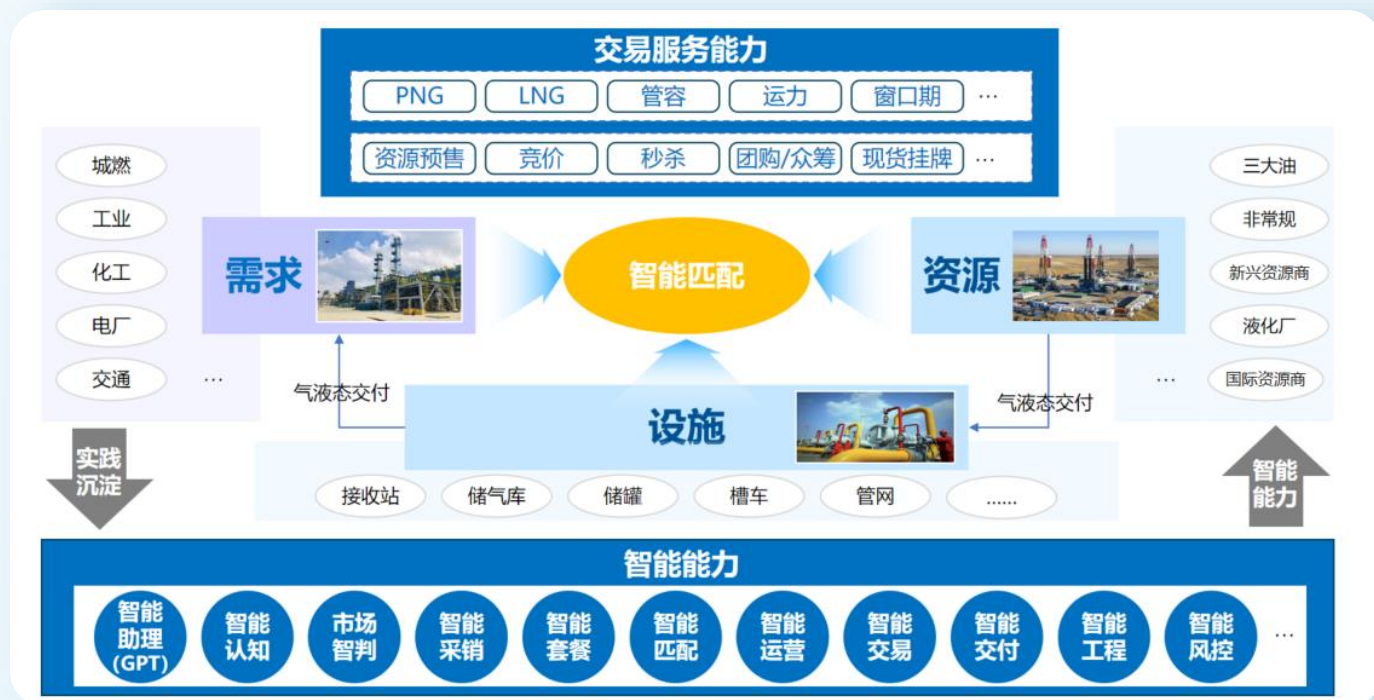 交易服务能力
PNG
LNG
管容
运力
窗口期
...
资源预售
竞价
秒杀
团购/众筹
现货挂牌
...
城燃
工业
化工
电厂
交通
...
需求
智能匹配
资源
三大油
非常规
新兴资源商
液化厂
国际资源商
...
气液态交付
设施
气液态交付
接收站
储气库
储罐
槽车
管网
......
实践
沉淀
智能
能力
智能能力
智能
助理
(GPT)
智能
认知
市场
智判
智能
采销
智能
套餐
智能
匹配
智能
运营
智能
交易
智能
交付
智能
工程
智能
风控
...